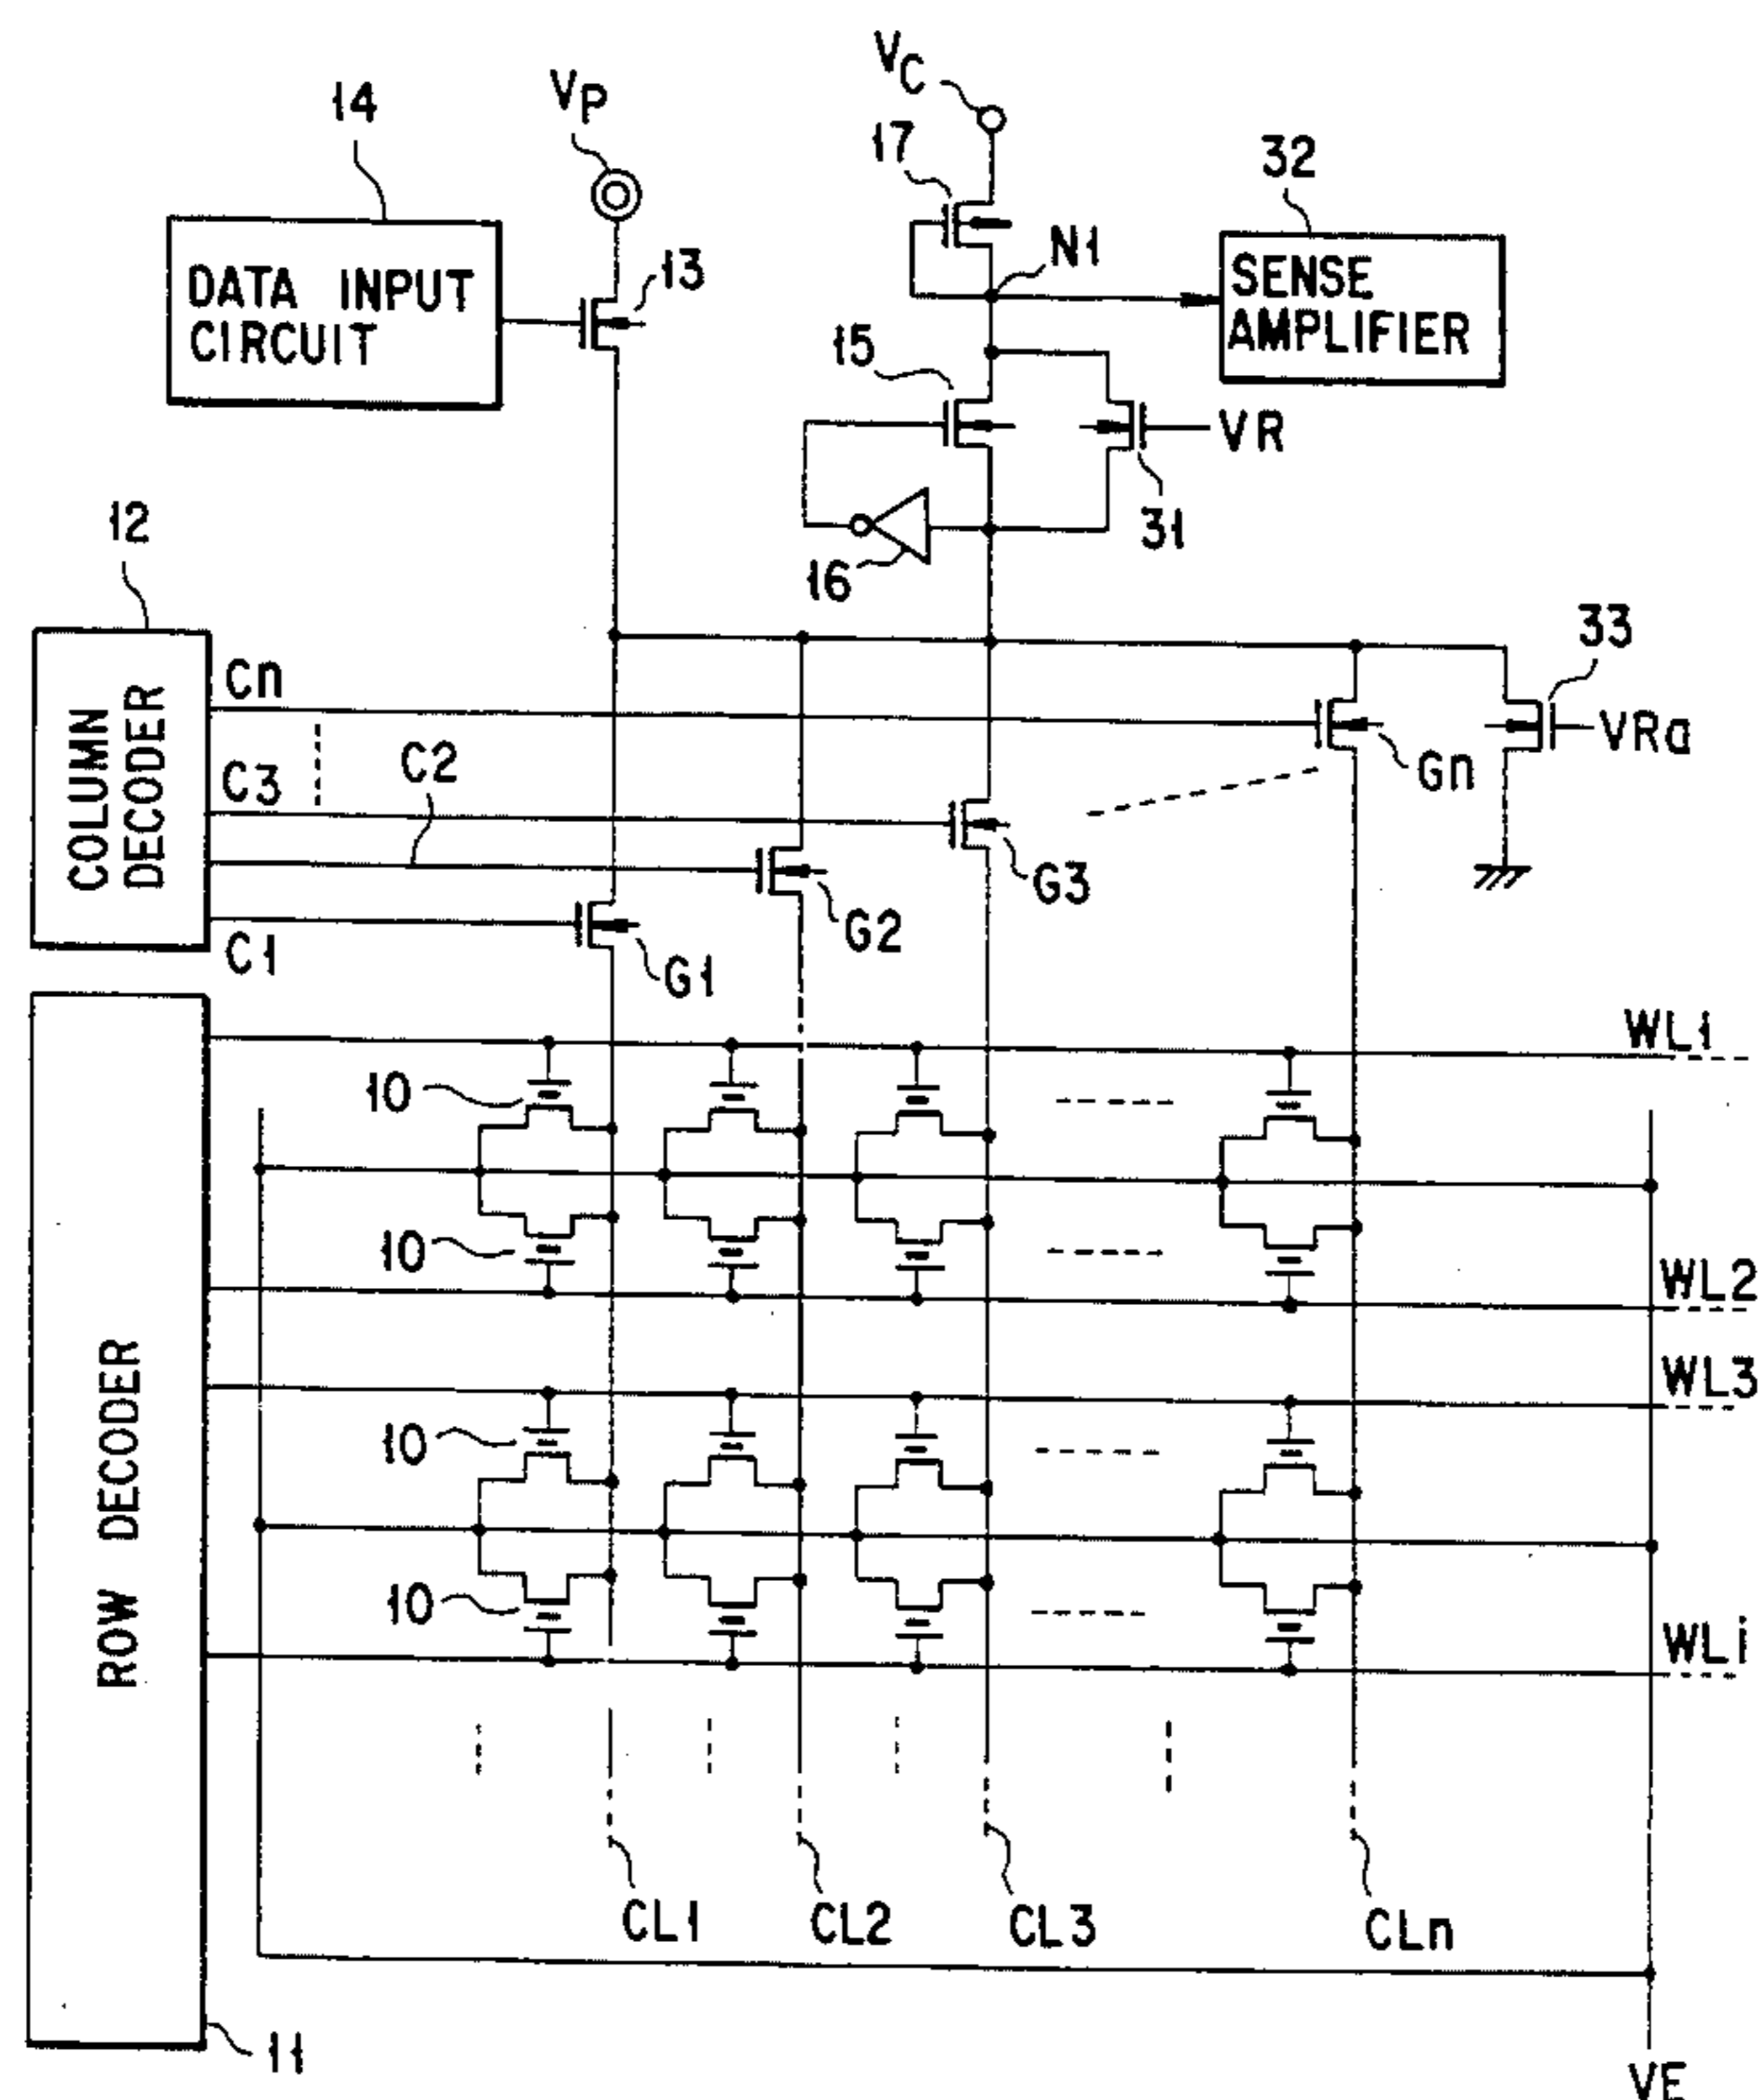 14
VP
VC
17
32
DATA INPUT
CIRCUIT
13
N1
SENSE
AMPLIFIER
15
VR
31
16
12
COLUMN
DECODER
Cn
C3
C2
C1
33
VRa
Gn
G3
G2
G1
WL1
10
10
WL2
WL3
10
10
WLi
ROW DECODER
CL1
CL2
CL3
CLn
11
VE